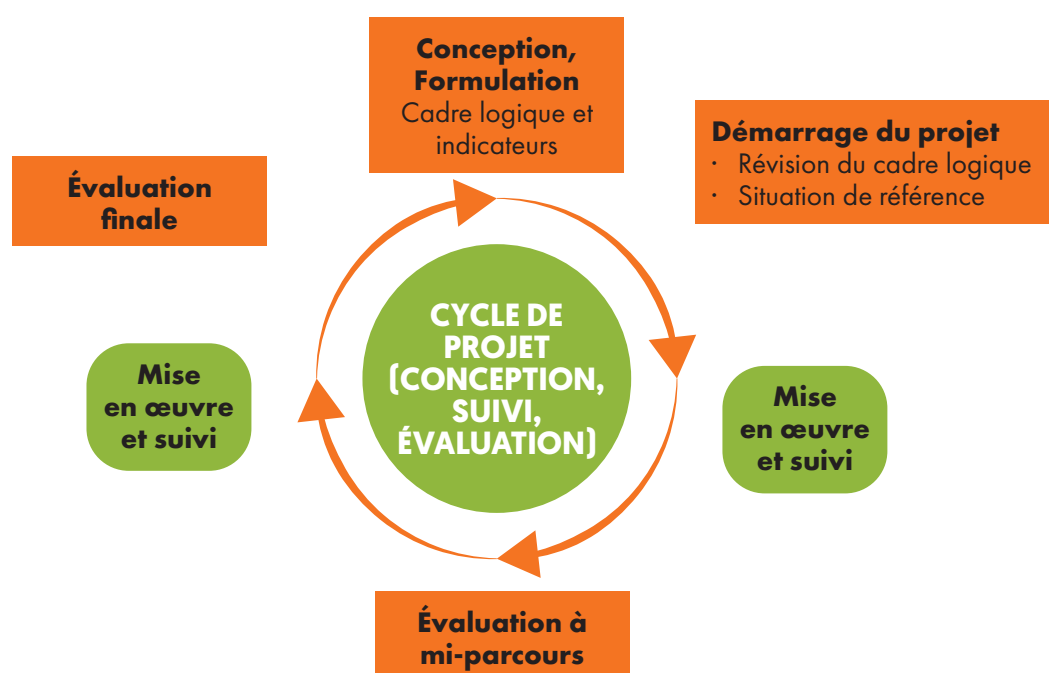 Conception,
Formulation
Cadre logique et
indicateurs
Démarrage du projet
· Révision du cadre logique
· Situation de référence
Évaluation
finale
CYCLE DE
PROJET
(CONCEPTION,
SUIVI,
ÉVALUATION)
Mise
en œuvre
et suivi
Mise
en œuvre
et suivi
Évaluation à
mi-parcours